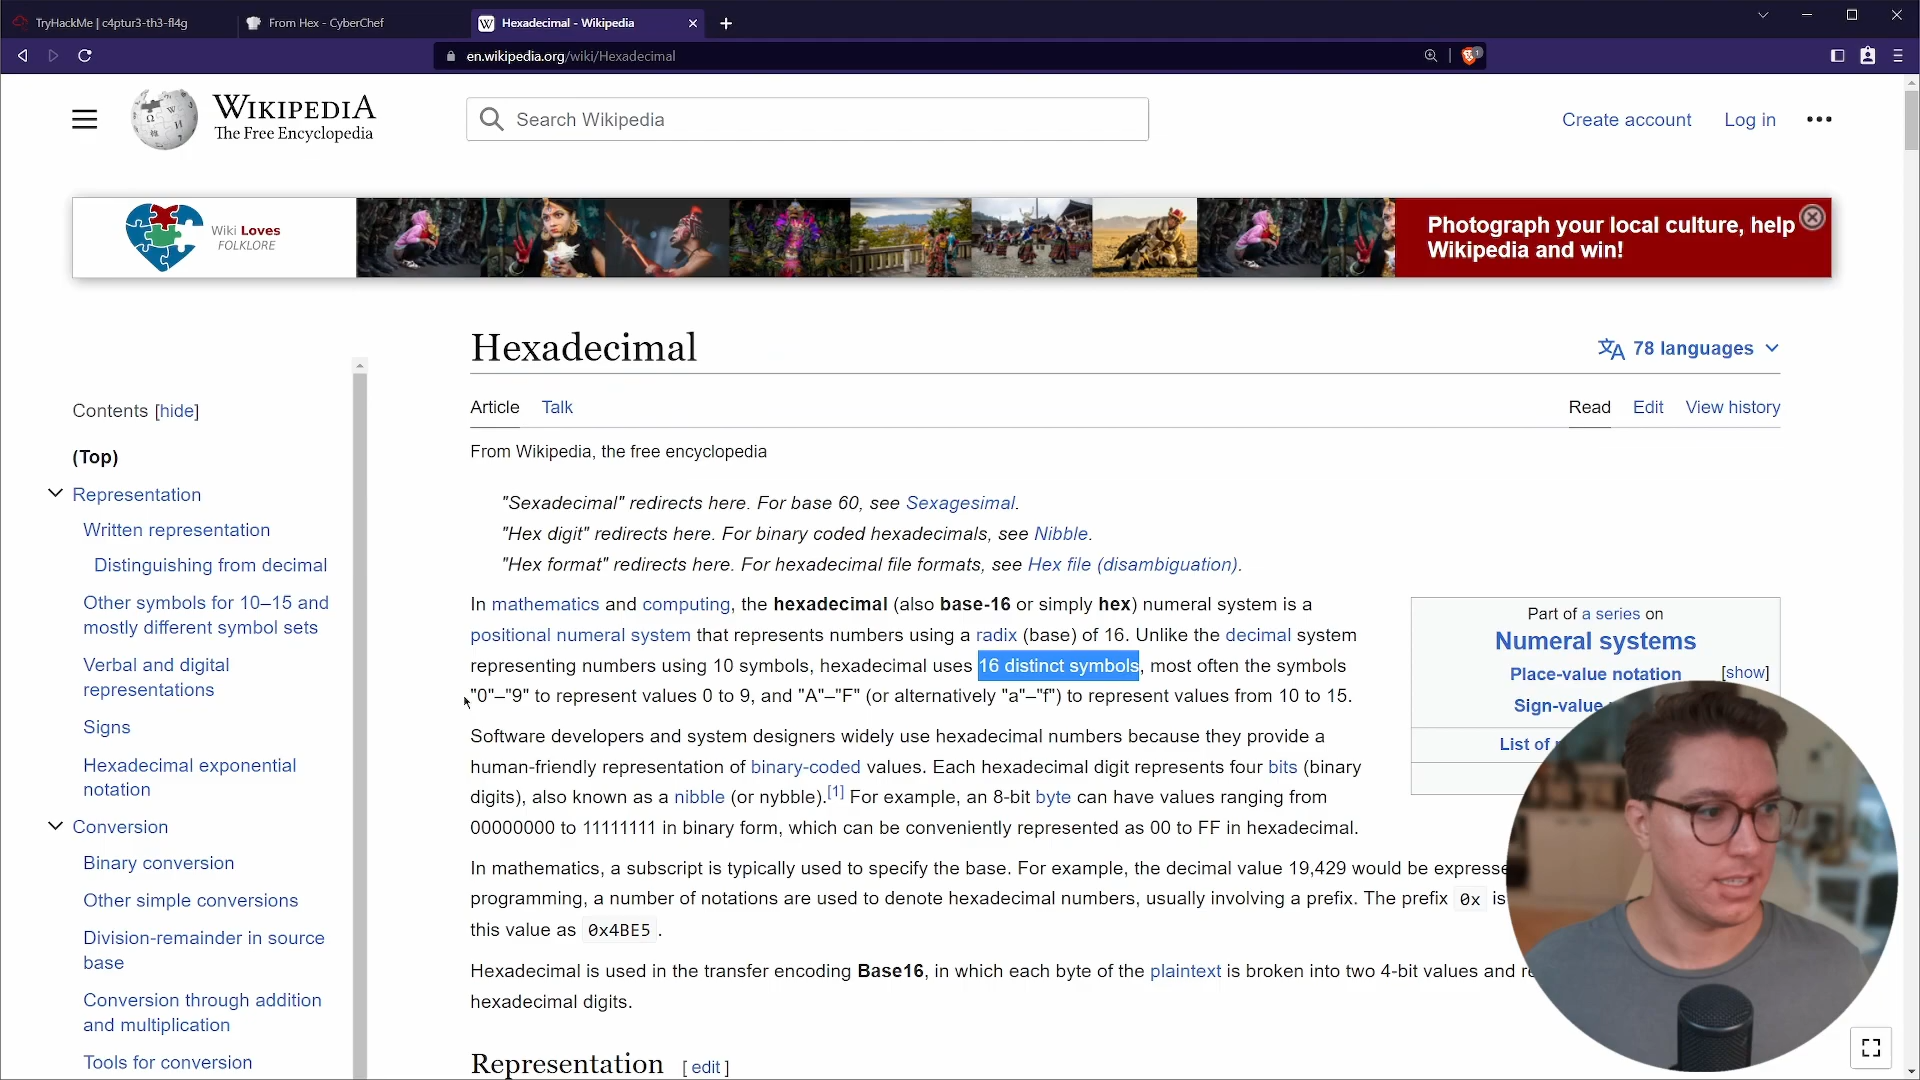 TryHackMe | c4ptur3-th3-fl4g
From Hex - CyberChef
Hexadecimal - Wikipedia
en.wikipedia.org/wiki/Hexadecimal
1
WIKIPEDIA
The Free Encyclopedia
Search Wikipedia
Create account
Log in
Wiki Loves
FOLKLORE
Photograph your local culture, help
Wikipedia and win!
Hexadecimal
78 languages
Article
Talk
Read
Edit
View history
From Wikipedia, the free encyclopedia
Contents [hide]
(Top)
Representation
Written representation
Distinguishing from decimal
Other symbols for 10–15 and
mostly different symbol sets
Verbal and digital
representations
Signs
Hexadecimal exponential
notation
Conversion
Binary conversion
Other simple conversions
Division-remainder in source
base
Conversion through addition
and multiplication
Tools for conversion
"Sexadecimal" redirects here. For base 60, see Sexagesimal.
"Hex digit" redirects here. For binary coded hexadecimals, see Nibble.
"Hex format" redirects here. For hexadecimal file formats, see Hex file (disambiguation).
In mathematics and computing, the hexadecimal (also base-16 or simply hex) numeral system is a
positional numeral system that represents numbers using a radix (base) of 16. Unlike the decimal system
representing numbers using 10 symbols, hexadecimal uses 16 distinct symbols, most often the symbols
"0"–"9" to represent values 0 to 9, and "A"–"F" (or alternatively "a"–"f") to represent values from 10 to 15.
Software developers and system designers widely use hexadecimal numbers because they provide a
human-friendly representation of binary-coded values. Each hexadecimal digit represents four bits (binary
digits), also known as a nibble (or nybble).[1] For example, an 8-bit byte can have values ranging from
00000000 to 11111111 in binary form, which can be conveniently represented as 00 to FF in hexadecimal.
In mathematics, a subscript is typically used to specify the base. For example, the decimal value 19,429 would be expresse
programming, a number of notations are used to denote hexadecimal numbers, usually involving a prefix. The prefix 0x is
this value as 0x4BE5 .
Hexadecimal is used in the transfer encoding Base16, in which each byte of the plaintext is broken into two 4-bit values and re
hexadecimal digits.
Representation [ edit ]
Part of a series on
Numeral systems
Place-value notation [show]
Sign-value
List of